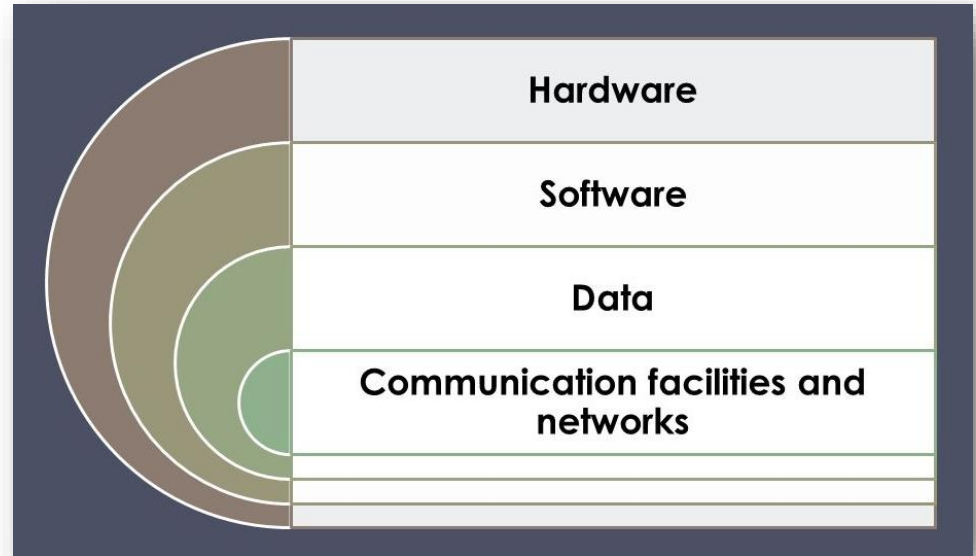 Hardware
Software
Data
Communication facilities and
networks